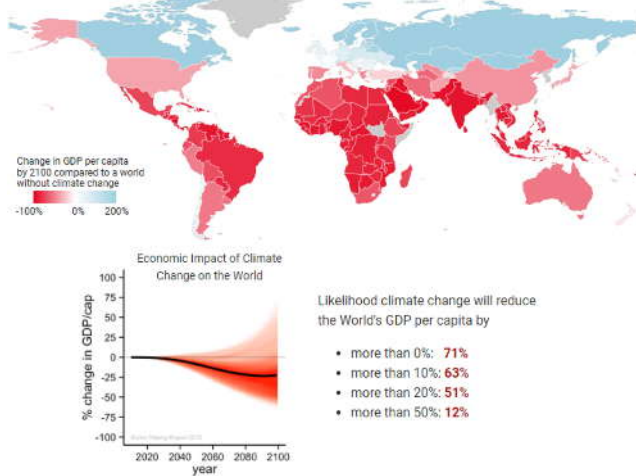 Change in GDP per capita
by 2100 compared to a world
without climate change
-100% 0% 200%
Economic Impact of Climate
Change on the World
% change in GDP/cap
100
75
50
25
0
-25
-50
-75
-100
2020 2040 2060 2080 2100
year
Likelihood climate change will reduce
the World's GDP per capita by
• more than 0%: 71%
• more than 10%: 63%
• more than 20%: 51%
• more than 50%: 12%